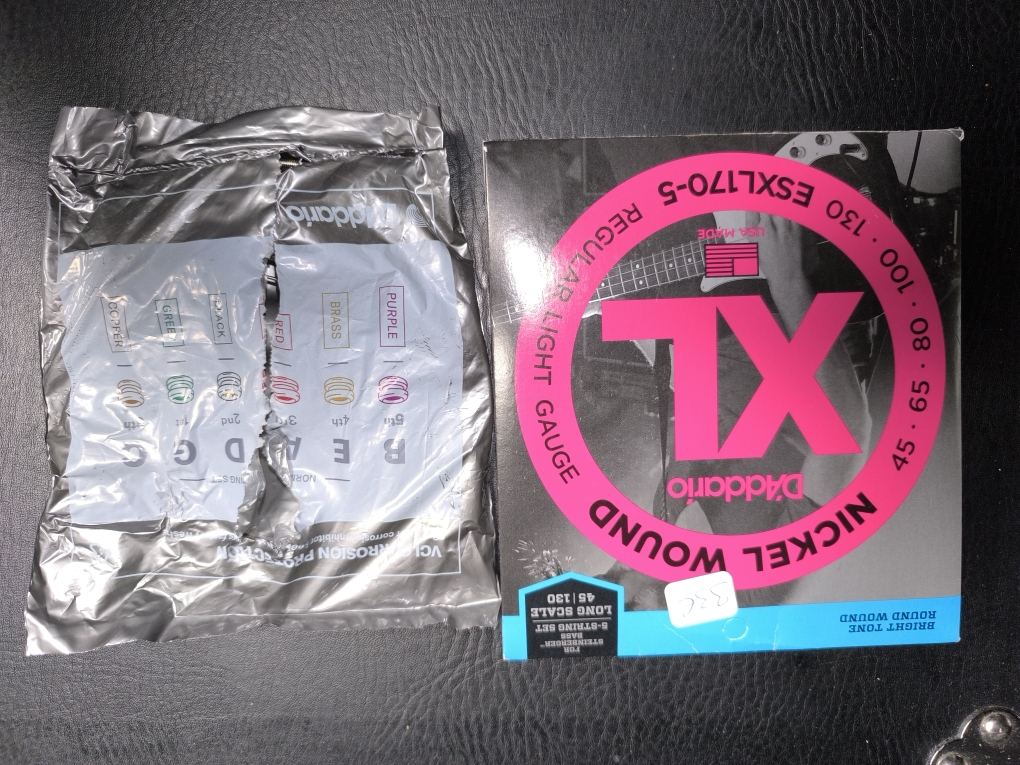 VCI CORROSION PROTECTION
B E A D G C
5th 4th 3rd 2nd 1st
PURPLE
BRASS
RED
BLACK
GREEN
COPPER
D'Addario
FOR
STEINBERGER™
BASS
5-STRING SET
LONG SCALE
45|130
BRIGHT TONE
ROUND WOUND
NICKEL WOUND
D'Addario
XL
USA MADE
45 · 65 · 80 · 100 · 130 ESXL170-5 REGULAR LIGHT GAUGE